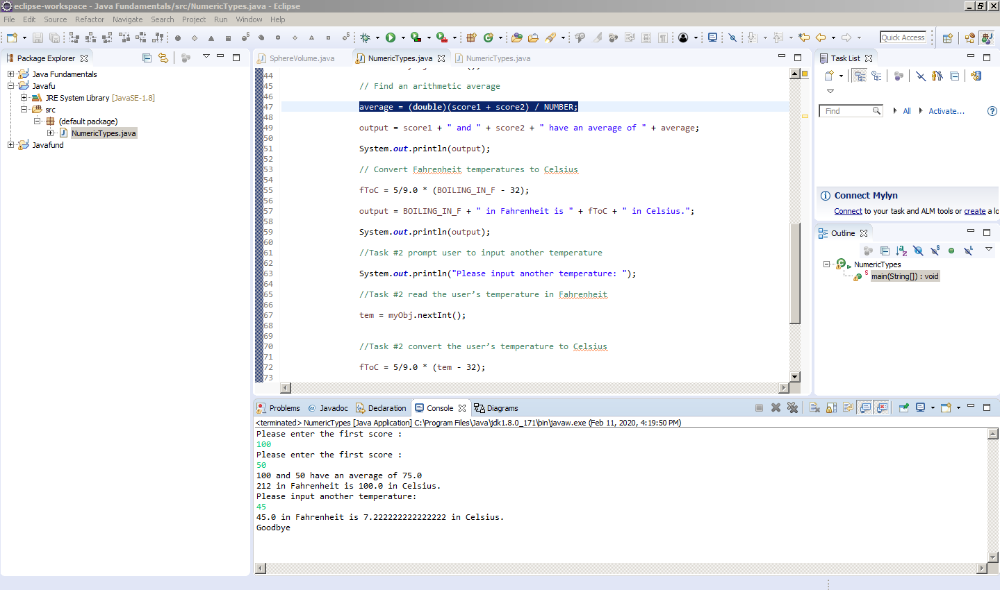 eclipse-workspace - Java Fundamentals/src/NumericTypes.java - Eclipse
File Edit Source Refactor Navigate Search Project Run Window Help
Quick Access
Package Explorer
Java Fundamentals
Javafu
JRE System Library [JavaSE-1.8]
src
(default package)
NumericTypes.java
Javafund
SphereVolume.java NumericTypes.java NumericTypes.java
44
45 // Find an arithmetic average
46
47 average = (double)(score1 + score2) / NUMBER;
48
49 output = score1 + " and " + score2 + " have an average of " + average;
50
51 System.out.println(output);
52
53 // Convert Fahrenheit temperatures to Celsius
54
55 fToC = 5/9.0 * (BOILING_IN_F - 32);
56
57 output = BOILING_IN_F + " in Fahrenheit is " + fToC + " in Celsius.";
58
59 System.out.println(output);
60
61 //Task #2 prompt user to input another temperature
62
63 System.out.println("Please input another temperature: ");
64
65 //Task #2 read the user’s temperature in Fahrenheit
66
67 tem = myObj.nextInt();
68
69
70 //Task #2 convert the user’s temperature to Celsius
71
72 fToC = 5/9.0 * (tem - 32);
73
Task List
Find All Activate...
Connect Mylyn
Connect to your task and ALM tools or create a lo
Outline
NumericTypes
main(String[]) : void
Problems @ Javadoc Declaration Console Diagrams
<terminated> NumericTypes [Java Application] C:\Program Files\Java\jdk1.8.0_171\bin\javaw.exe (Feb 11, 2020, 4:19:50 PM)
Please enter the first score :
100
Please enter the first score :
50
100 and 50 have an average of 75.0
212 in Fahrenheit is 100.0 in Celsius.
Please input another temperature:
45
45.0 in Fahrenheit is 7.222222222222222 in Celsius.
Goodbye